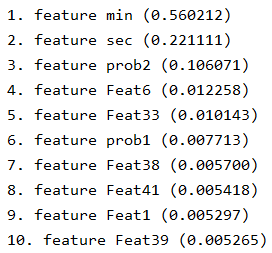 1. feature min (0.560212)
2. feature sec (0.221111)
3. feature prob2 (0.106071)
4. feature Feat6 (0.012258)
5. feature Feat33 (0.010143)
6. feature prob1 (0.007713)
7. feature Feat38 (0.005700)
8. feature Feat41 (0.005418)
9. feature Feat1 (0.005297)
10. feature Feat39 (0.005265)